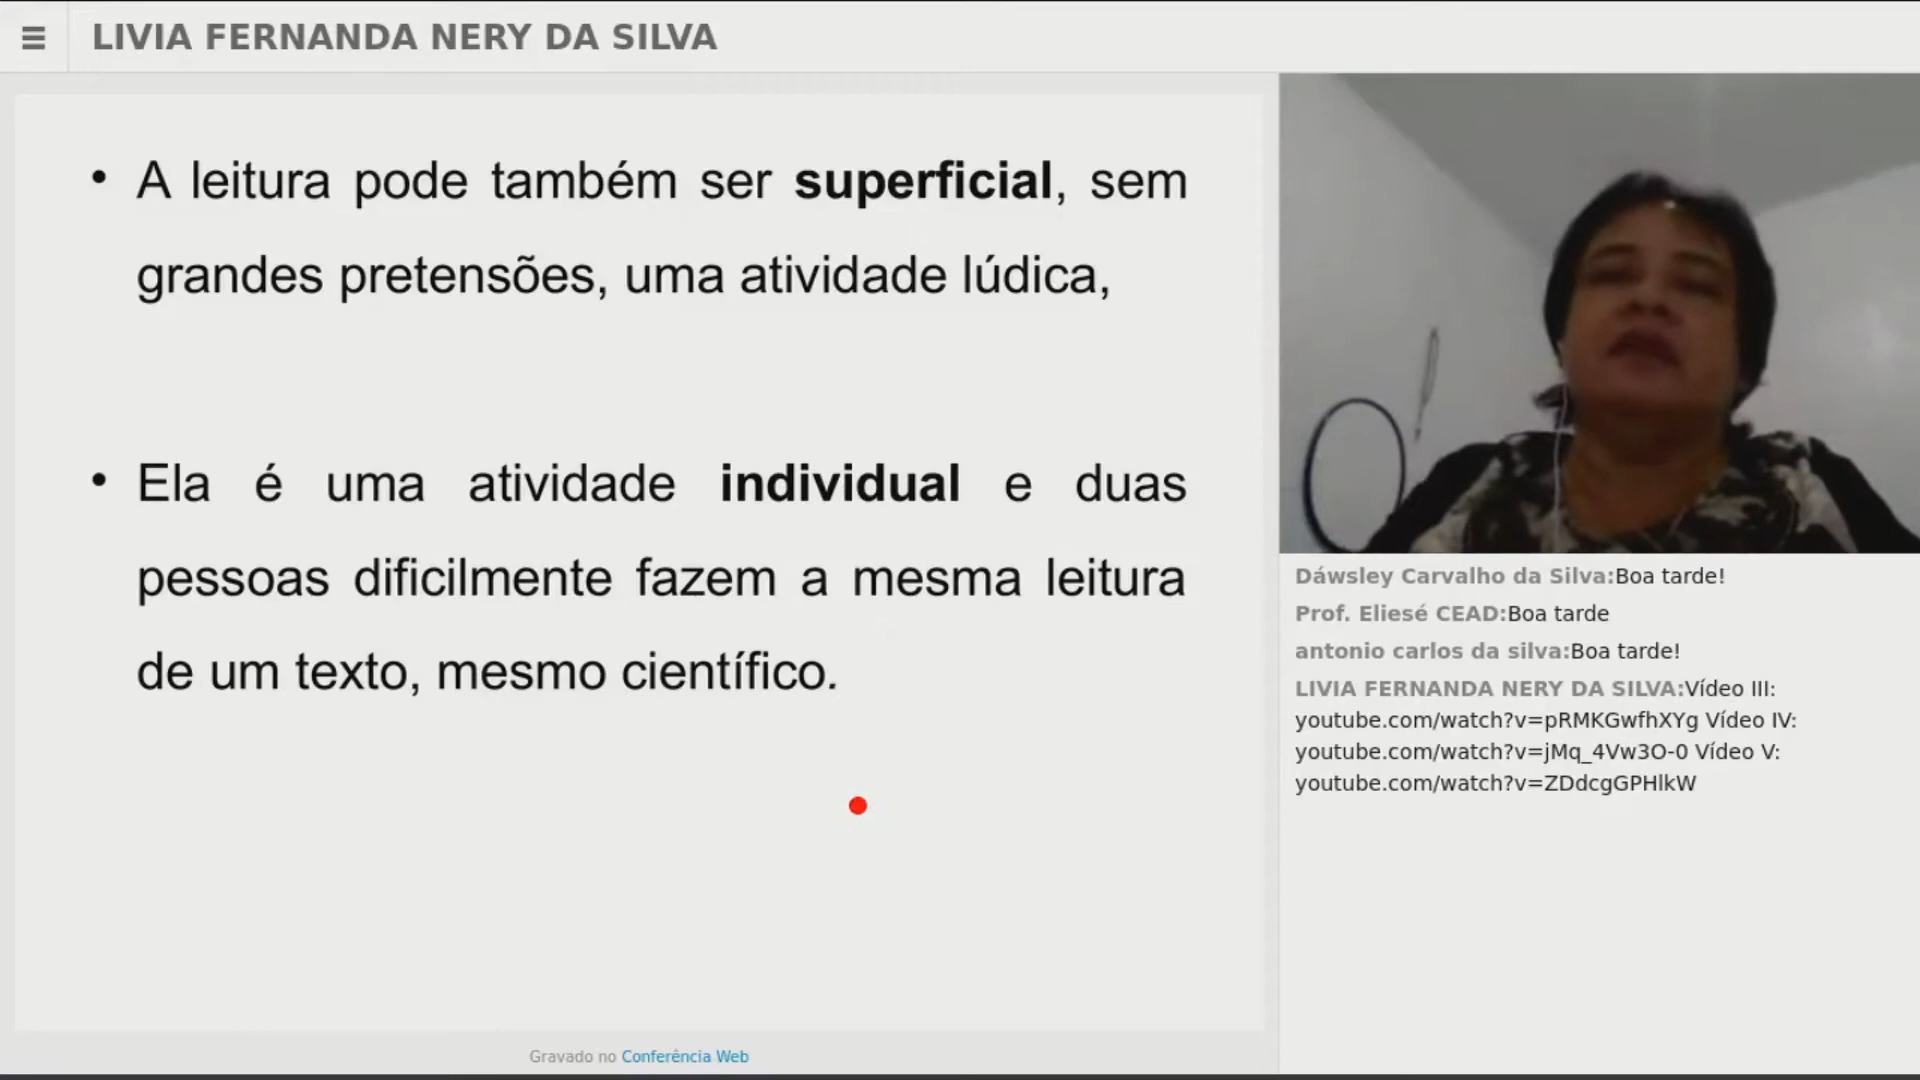 LIVIA FERNANDA NERY DA SILVA
• A leitura pode também ser superficial, sem
grandes pretensões, uma atividade lúdica,
• Ela é uma atividade individual e duas
pessoas dificilmente fazem a mesma leitura
de um texto, mesmo científico.
Gravado no Conferência Web
Dáwsley Carvalho da Silva:Boa tarde!
Prof. Eliesé CEAD:Boa tarde
antonio carlos da silva:Boa tarde!
LIVIA FERNANDA NERY DA SILVA:Vídeo III:
youtube.com/watch?v=pRMKGwfhXYg Vídeo IV:
youtube.com/watch?v=jMq_4Vw3O-0 Vídeo V:
youtube.com/watch?v=ZDdcgGPHlkW